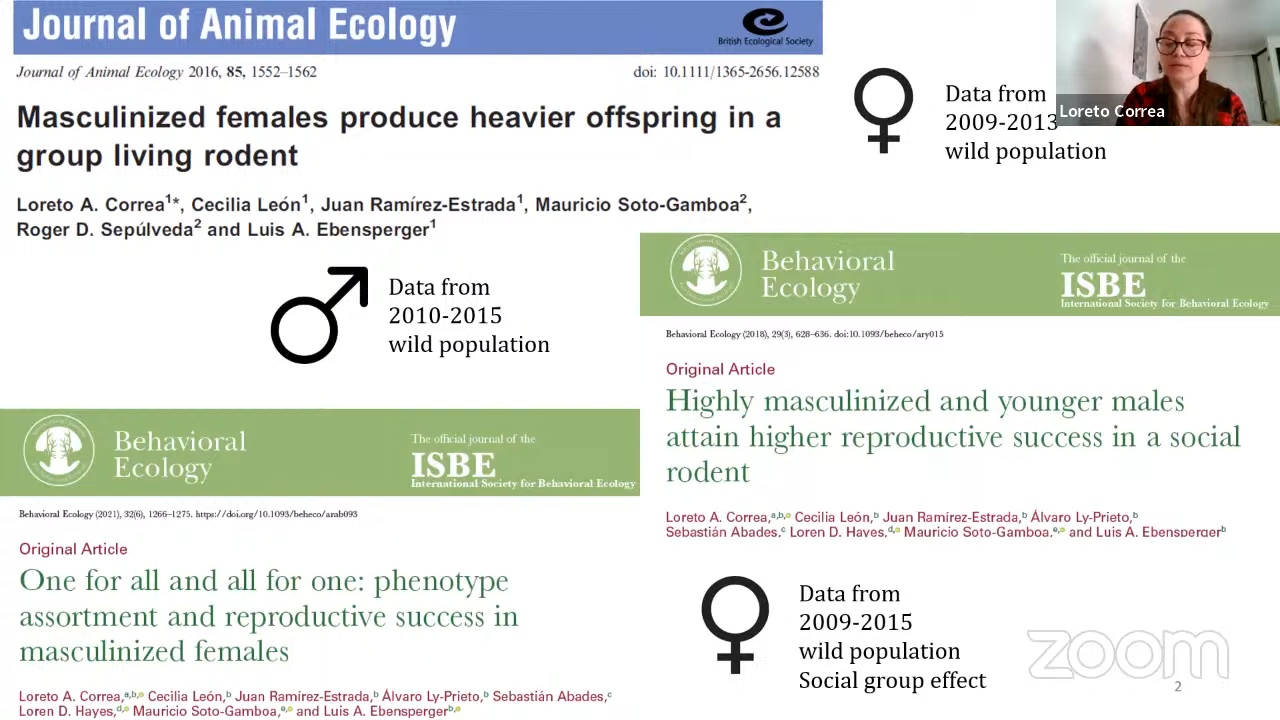 Journal of Animal Ecology
British Ecological Society
Journal of Animal Ecology 2016, 85, 1552–1562
doi: 10.1111/1365-2656.12588
Masculinized females produce heavier offspring in a
group living rodent
Loreto A. Correa1*, Cecilia León1, Juan Ramírez-Estrada1, Mauricio Soto-Gamboa2,
Roger D. Sepúlveda2 and Luis A. Ebensperger1
Data from
2009-2013
wild population
Loreto Correa
Data from
2010-2015
wild population
Behavioral
Ecology
The official journal of the
ISBE
International Society for Behavioral Ecology
Behavioral Ecology (2018), 29(3), 628–636. doi:10.1093/beheco/ary015
Original Article
Highly masculinized and younger males
attain higher reproductive success in a social
rodent
Loreto A. Correa,a,b, Cecilia León,b Juan Ramírez-Estrada,b Álvaro Ly-Prieto,b
Sebastián Abades,c Loren D. Hayes,d, Mauricio Soto-Gamboa,e, and Luis A. Ebenspergerb
Behavioral
Ecology
The official journal of the
ISBE
International Society for Behavioral Ecology
Behavioral Ecology (2021), 32(6), 1266–1275. https://doi.org/10.1093/beheco/arab093
Original Article
One for all and all for one: phenotype
assortment and reproductive success in
masculinized females
Loreto A. Correa,a,b, Cecilia León,b Juan Ramírez-Estrada,b Álvaro Ly-Prieto,b Sebastián Abades,c
Loren D. Hayes,d, Mauricio Soto-Gamboa,e, and Luis A. Ebenspergerb,
Data from
2009-2015
wild population
Social group effect
zoom
2